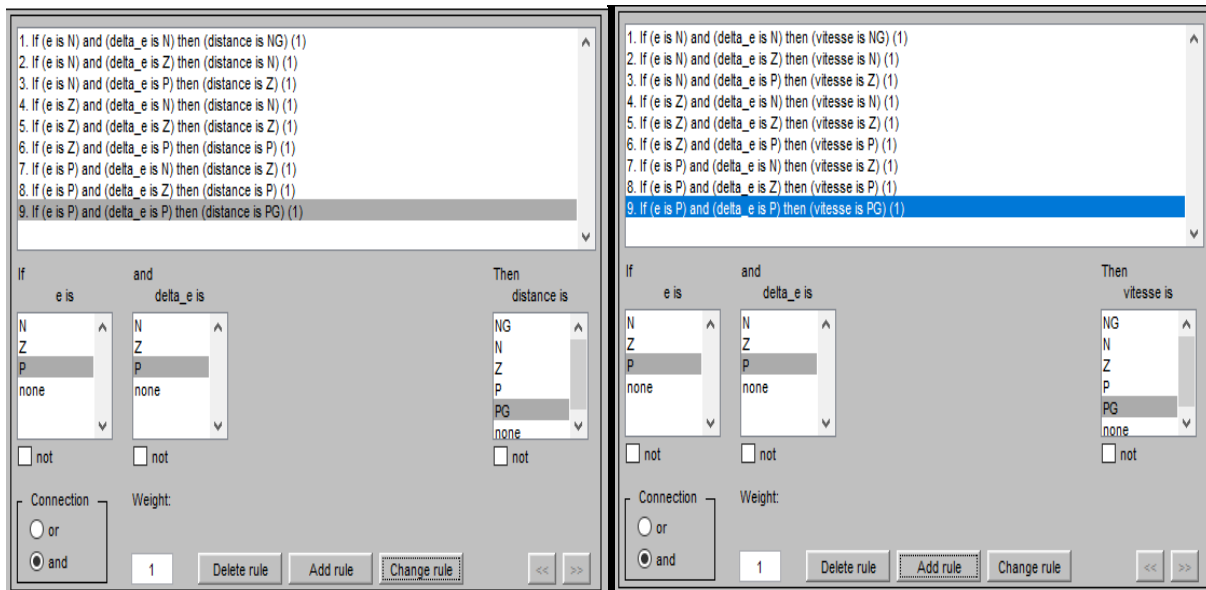 1. If (e is N) and (delta_e is N) then (distance is NG) (1)
2. If (e is N) and (delta_e is Z) then (distance is N) (1)
3. If (e is N) and (delta_e is P) then (distance is Z) (1)
4. If (e is Z) and (delta_e is N) then (distance is N) (1)
5. If (e is Z) and (delta_e is Z) then (distance is Z) (1)
6. If (e is Z) and (delta_e is P) then (distance is P) (1)
7. If (e is P) and (delta_e is N) then (distance is Z) (1)
8. If (e is P) and (delta_e is Z) then (distance is P) (1)
9. If (e is P) and (delta_e is P) then (distance is PG) (1)
If and Then
e is delta_e is distance is
N N NG
Z Z N
P P Z
none none P
PG
none
not not not
Connection Weight:
or
and 1 Delete rule Add rule Change rule << >>
1. If (e is N) and (delta_e is N) then (vitesse is NG) (1)
2. If (e is N) and (delta_e is Z) then (vitesse is N) (1)
3. If (e is N) and (delta_e is P) then (vitesse is Z) (1)
4. If (e is Z) and (delta_e is N) then (vitesse is N) (1)
5. If (e is Z) and (delta_e is Z) then (vitesse is Z) (1)
6. If (e is Z) and (delta_e is P) then (vitesse is P) (1)
7. If (e is P) and (delta_e is N) then (vitesse is Z) (1)
8. If (e is P) and (delta_e is Z) then (vitesse is P) (1)
9. If (e is P) and (delta_e is P) then (vitesse is PG) (1)
If and Then
e is delta_e is vitesse is
N N NG
Z Z N
P P Z
none none P
PG
none
not not not
Connection Weight:
or
and 1 Delete rule Add rule Change rule << >>